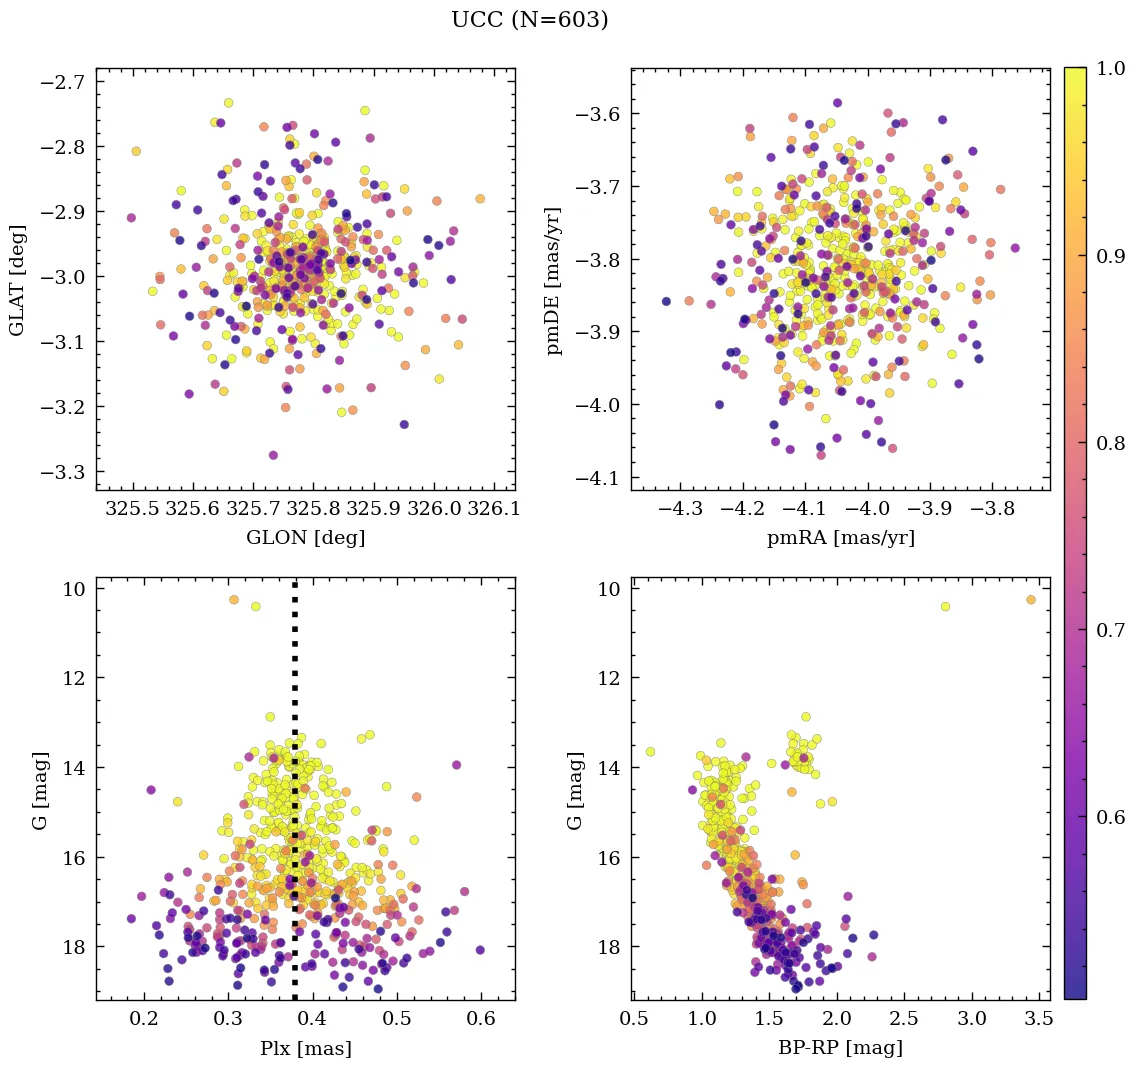 UCC (N=603)
−2.7
−2.8
−2.9
−3.0
−3.1
−3.2
−3.3
GLAT [deg]
325.5 325.6 325.7 325.8 325.9 326.0 326.1
GLON [deg]
−3.6
−3.7
−3.8
−3.9
−4.0
−4.1
pmDE [mas/yr]
−4.3 −4.2 −4.1 −4.0 −3.9 −3.8
pmRA [mas/yr]
1.0
0.9
0.8
0.7
0.6
10
12
14
16
18
G [mag]
0.2 0.3 0.4 0.5 0.6
Plx [mas]
10
12
14
16
18
G [mag]
0.5 1.0 1.5 2.0 2.5 3.0 3.5
BP-RP [mag]